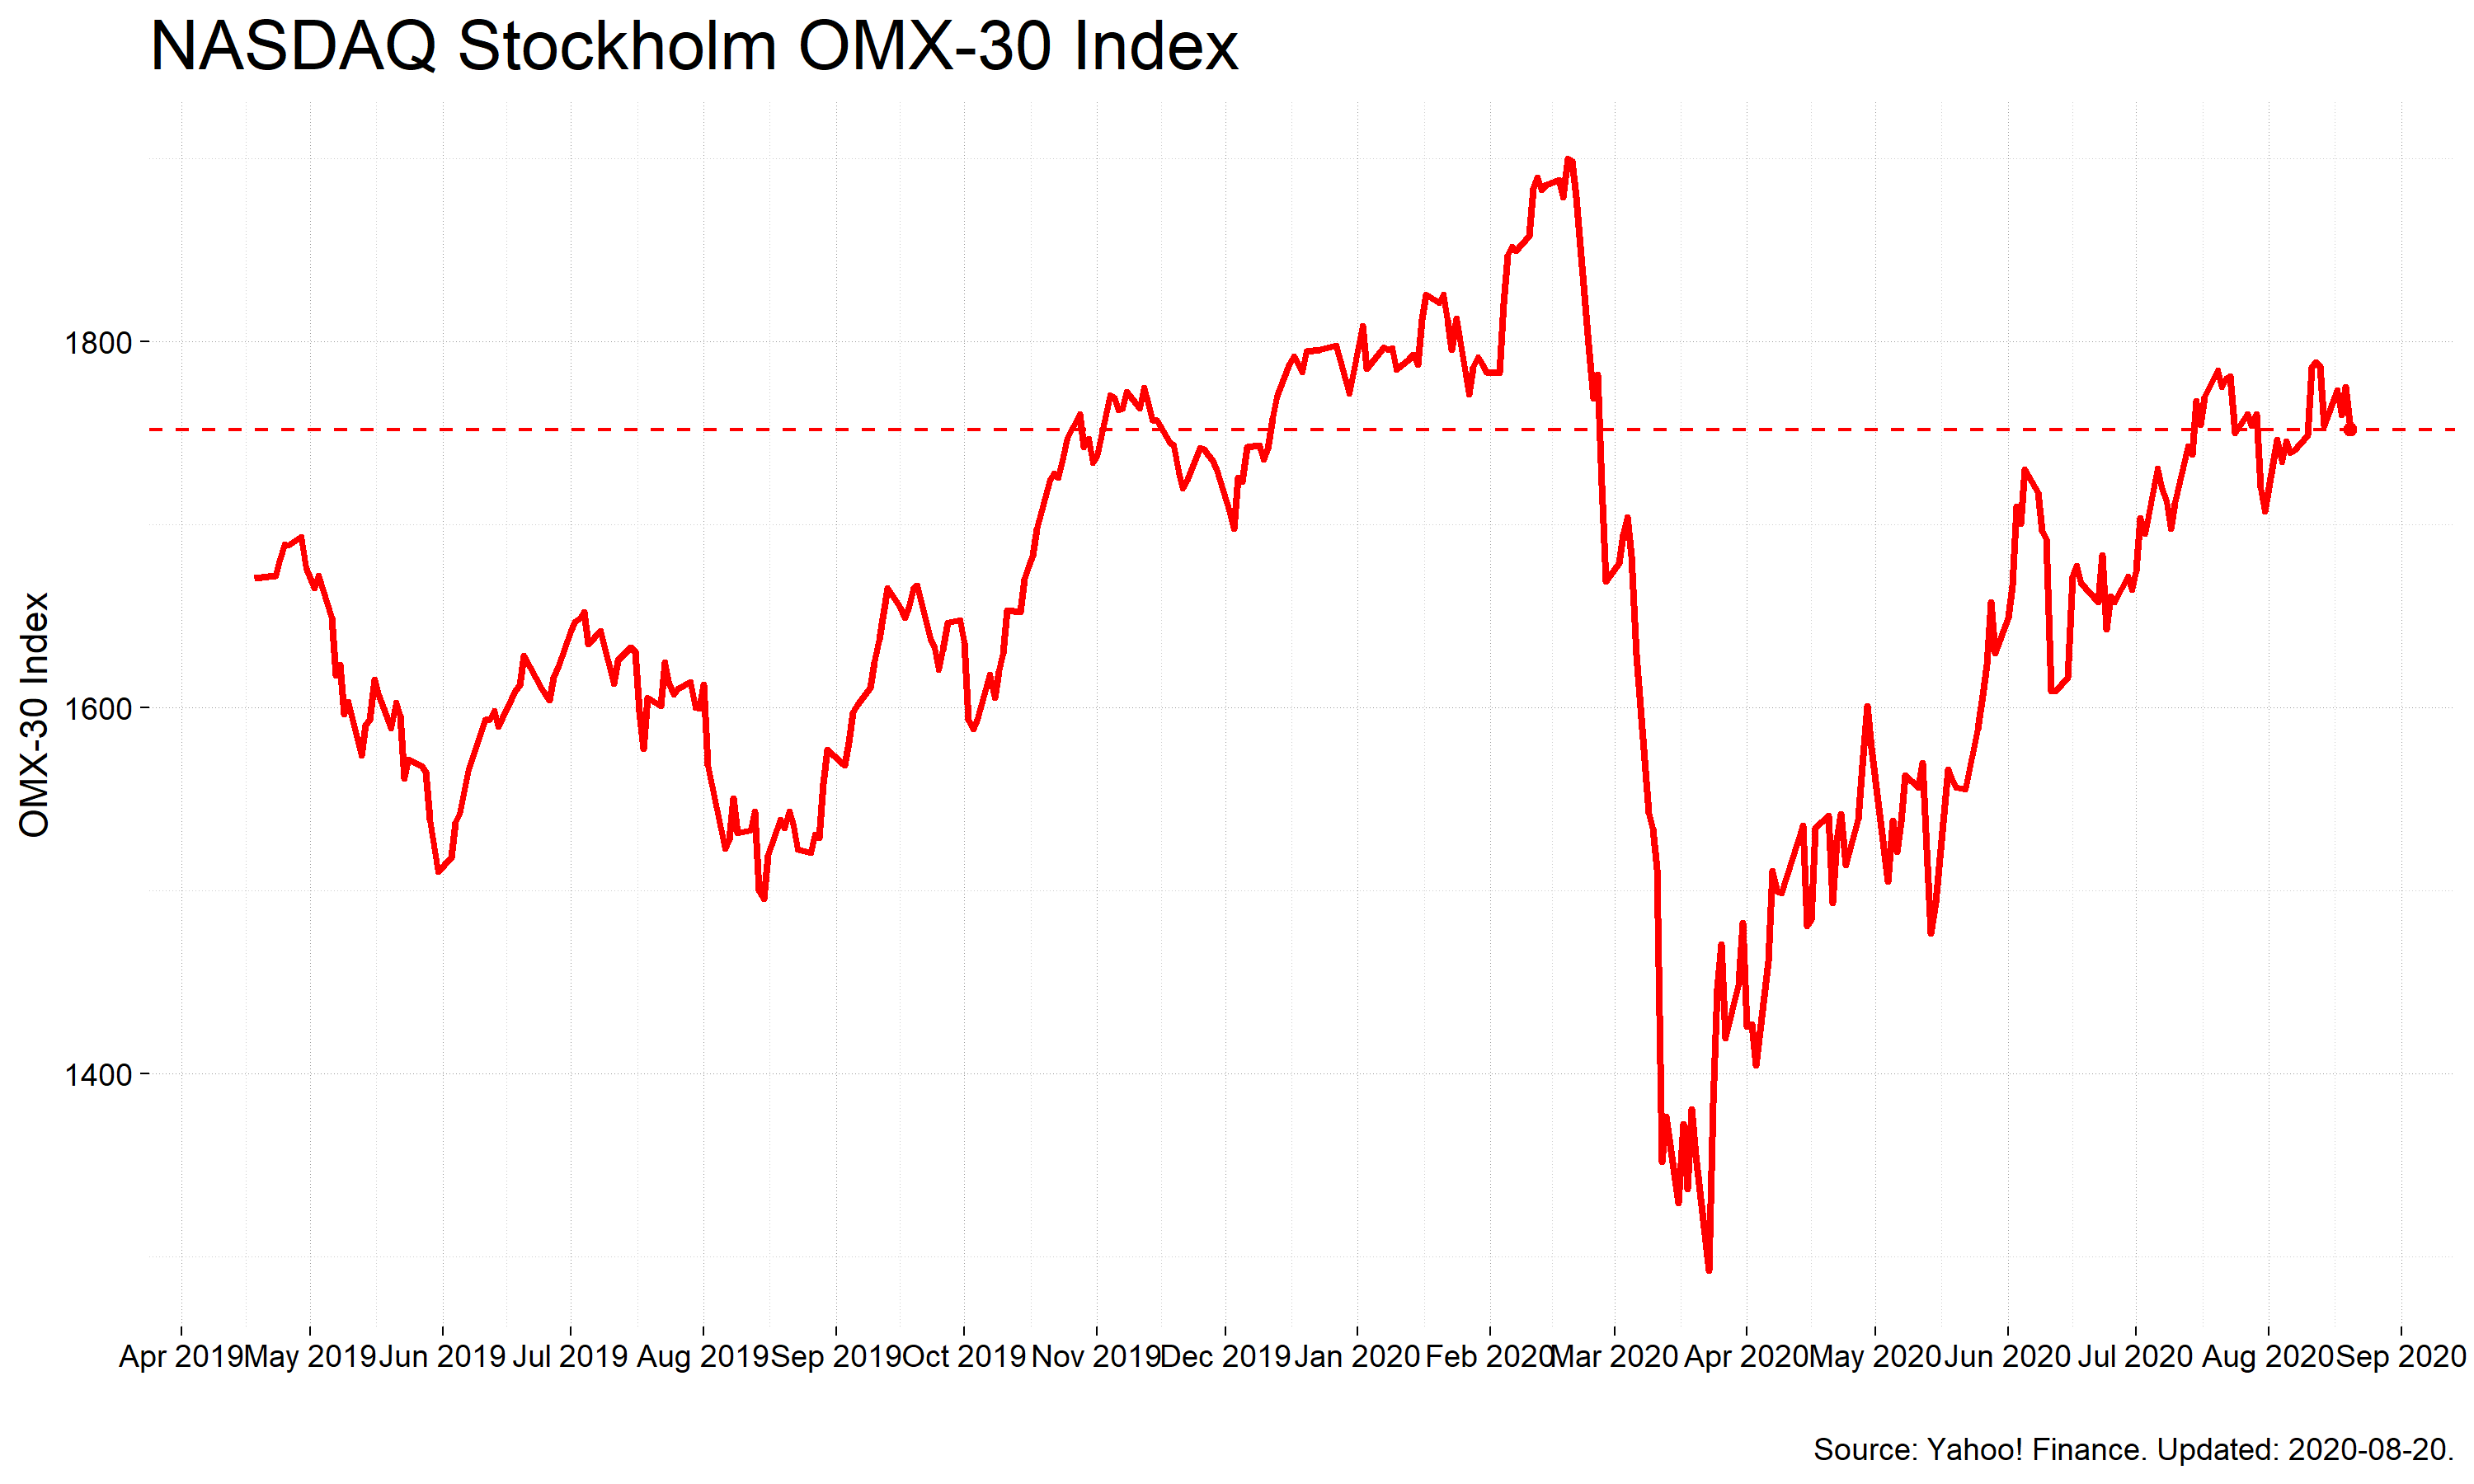 NASDAQ Stockholm OMX-30 Index
OMX-30 Index
1800
1600
1400
Apr 2019 May 2019 Jun 2019 Jul 2019 Aug 2019 Sep 2019 Oct 2019 Nov 2019 Dec 2019 Jan 2020 Feb 2020 Mar 2020 Apr 2020 May 2020 Jun 2020 Jul 2020 Aug 2020 Sep 2020
Source: Yahoo! Finance. Updated: 2020-08-20.